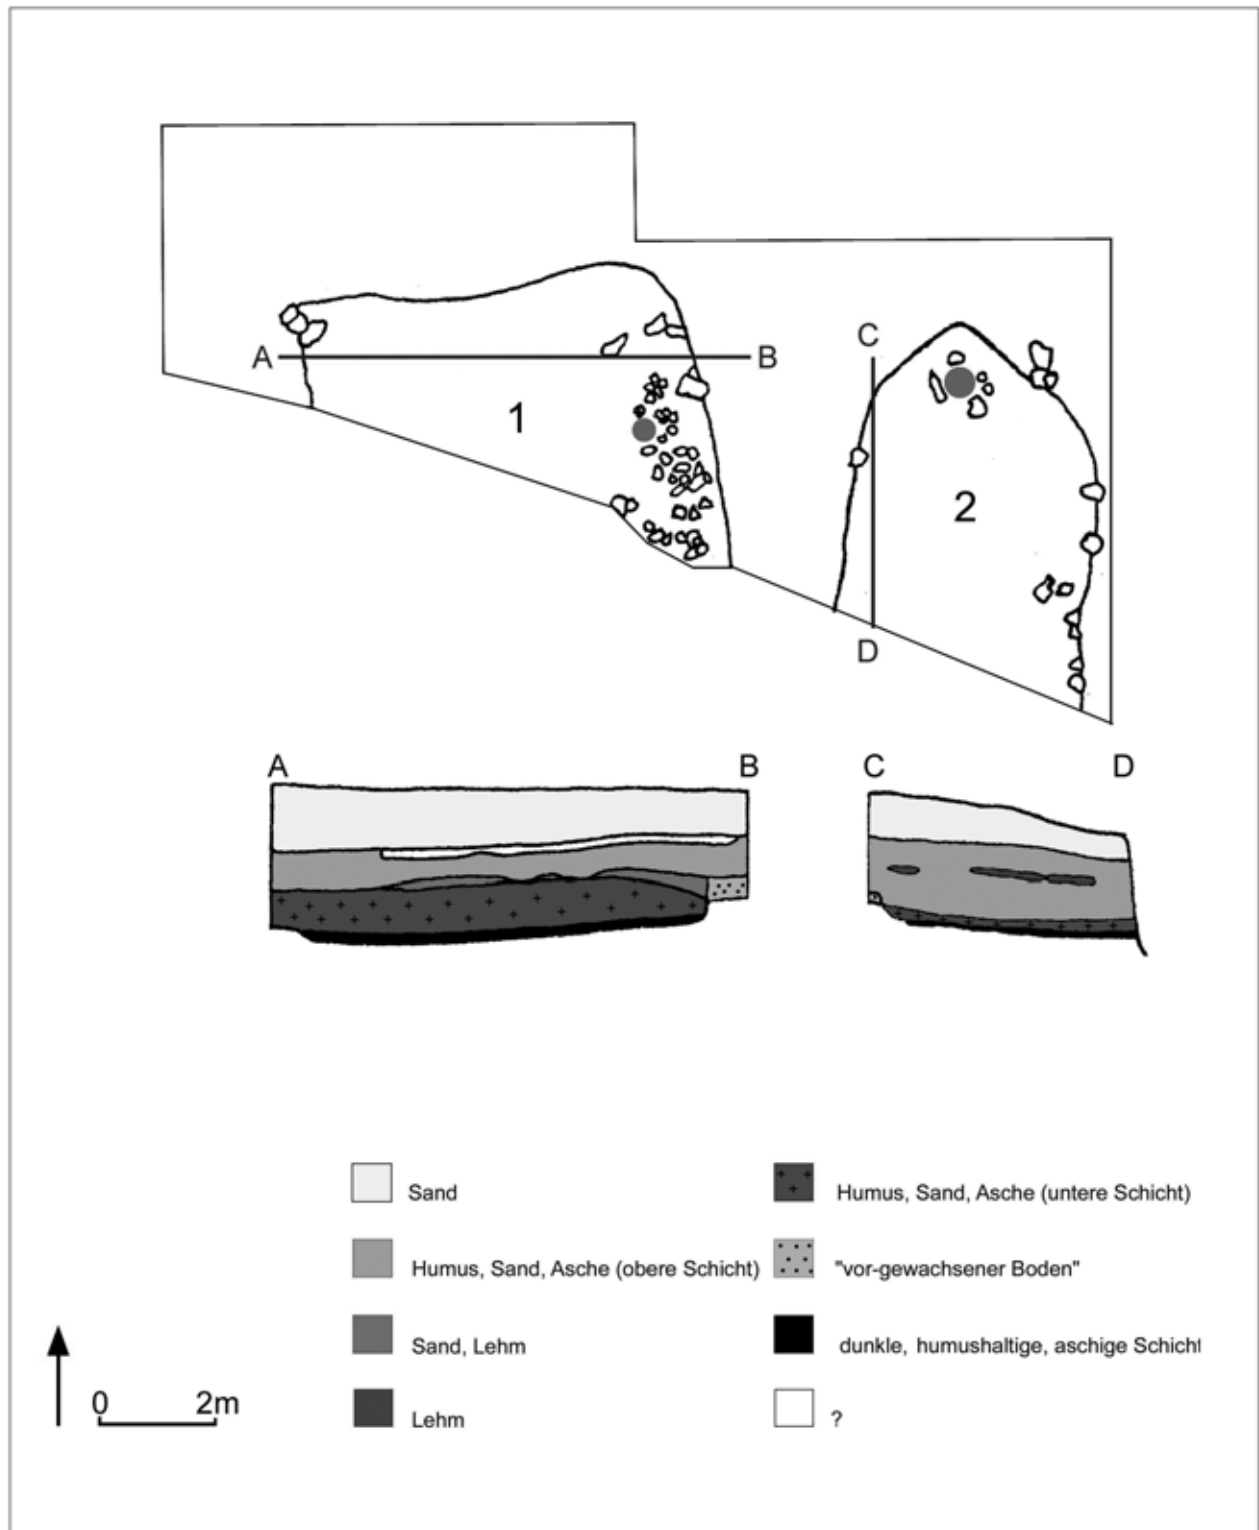 C
A
B
1
2
D
A
B
C
D
Sand
Humus, Sand, Asche (untere Schicht)
Humus, Sand, Asche (obere Schicht)
"vor-gewachsener Boden"
Sand, Lehm
dunkle, humushaltige, aschige Schicht
0 2m
Lehm
?